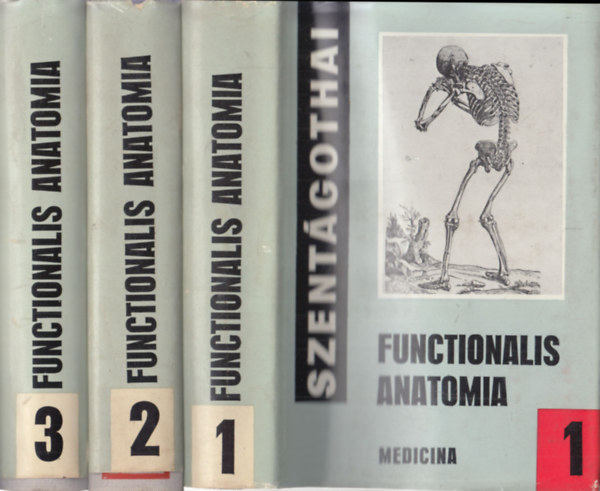 FUNCTIONALIS ANATOMIA
3
FUNCTIONALIS ANATOMIA
2
FUNCTIONALIS ANATOMIA
1
SZENTÁGOTHAI
FUNCTIONALIS
ANATOMIA
MEDICINA
1